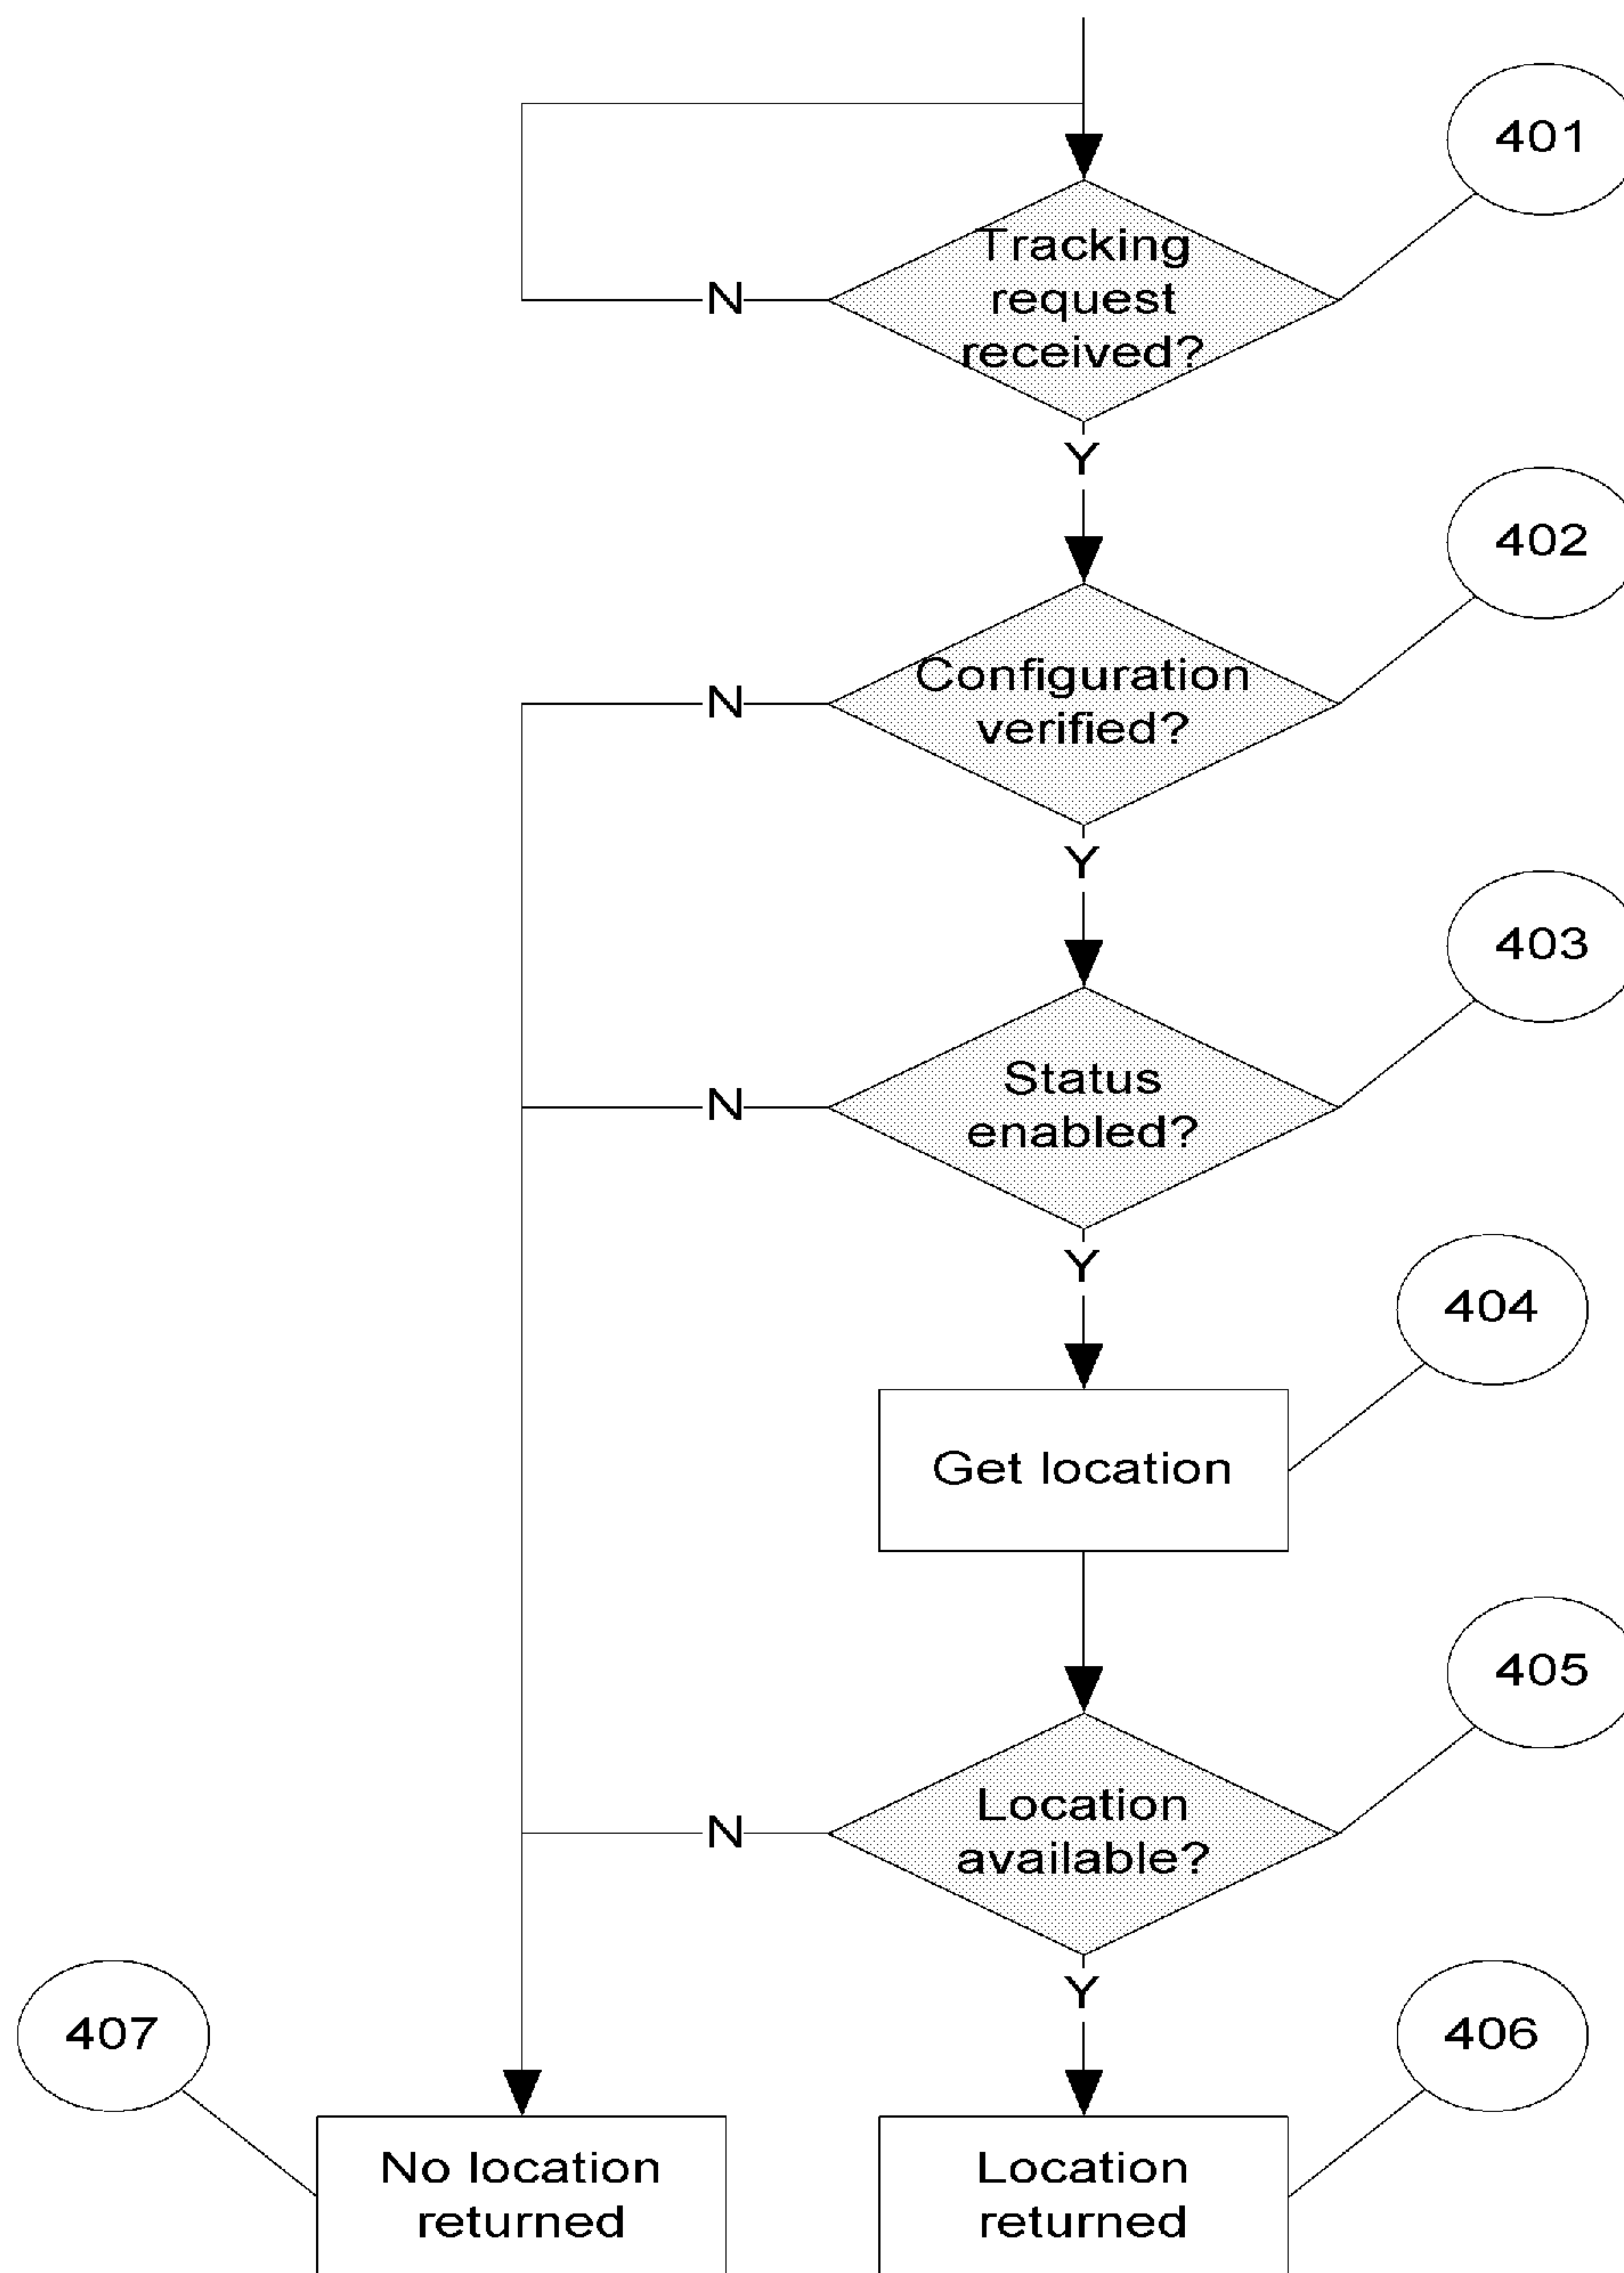 401
Tracking
request
received?
N
Y
402
Configuration
verified?
N
Y
403
Status
enabled?
N
Y
404
Get location
405
Location
available?
N
Y
407
406
No location
returned
Location
returned